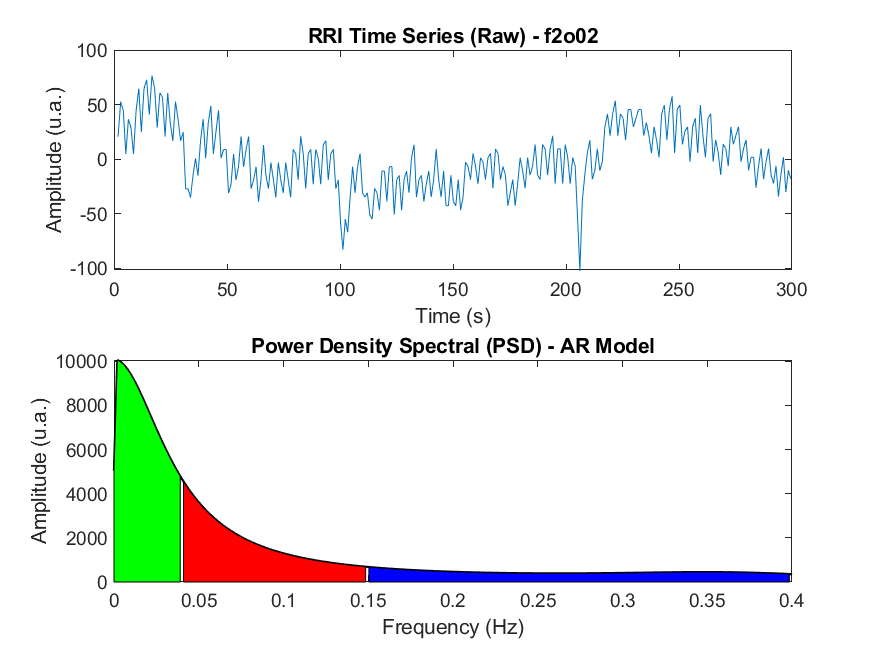 RRI Time Series (Raw) - f2o02
100
50
0
-50
-100
Amplitude (u.a.)
0 50 100 150 200 250 300
Time (s)
Power Density Spectral (PSD) - AR Model
10000
8000
6000
4000
2000
0
Amplitude (u.a.)
0 0.05 0.1 0.15 0.2 0.25 0.3 0.35 0.4
Frequency (Hz)